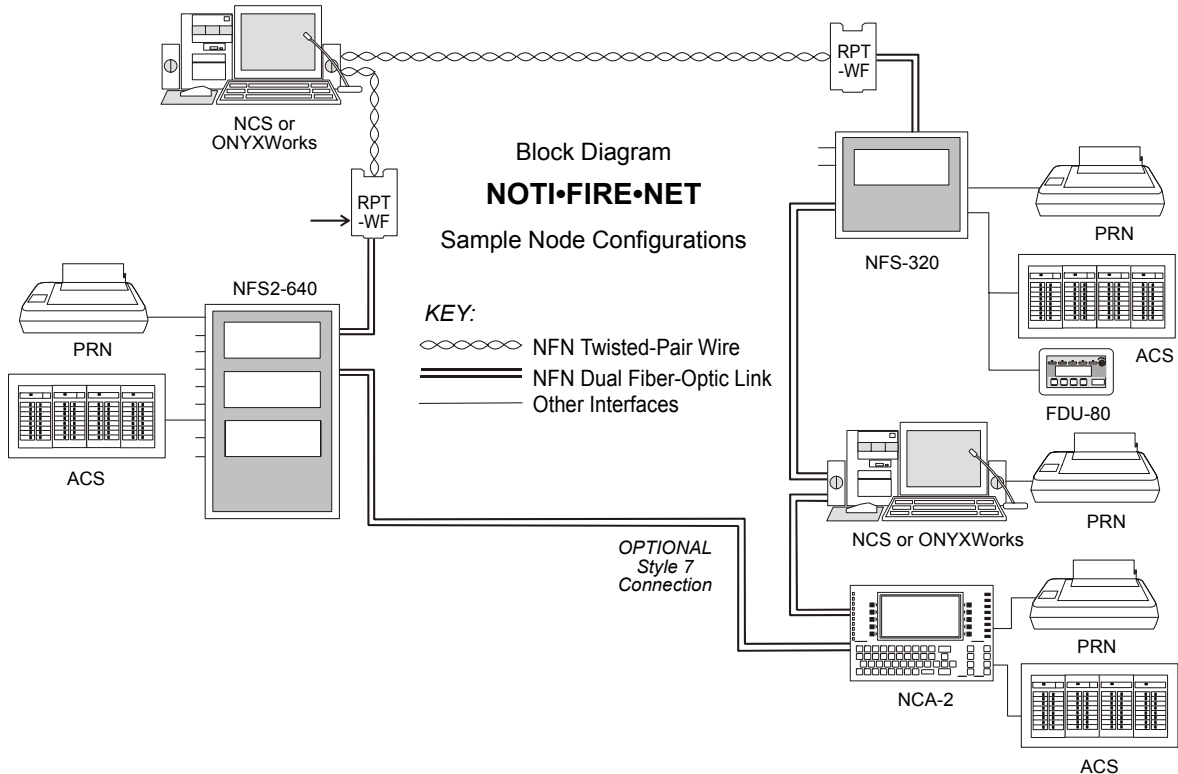 NCS or
ONYXWorks
RPT
-WF
RPT
-WF
Block Diagram
NOTI•FIRE•NET
Sample Node Configurations
KEY:
NFN Twisted-Pair Wire
NFN Dual Fiber-Optic Link
Other Interfaces
NFS2-640
PRN
ACS
NFS-320
PRN
ACS
FDU-80
NCS or ONYXWorks
PRN
OPTIONAL
Style 7
Connection
NCA-2
PRN
ACS